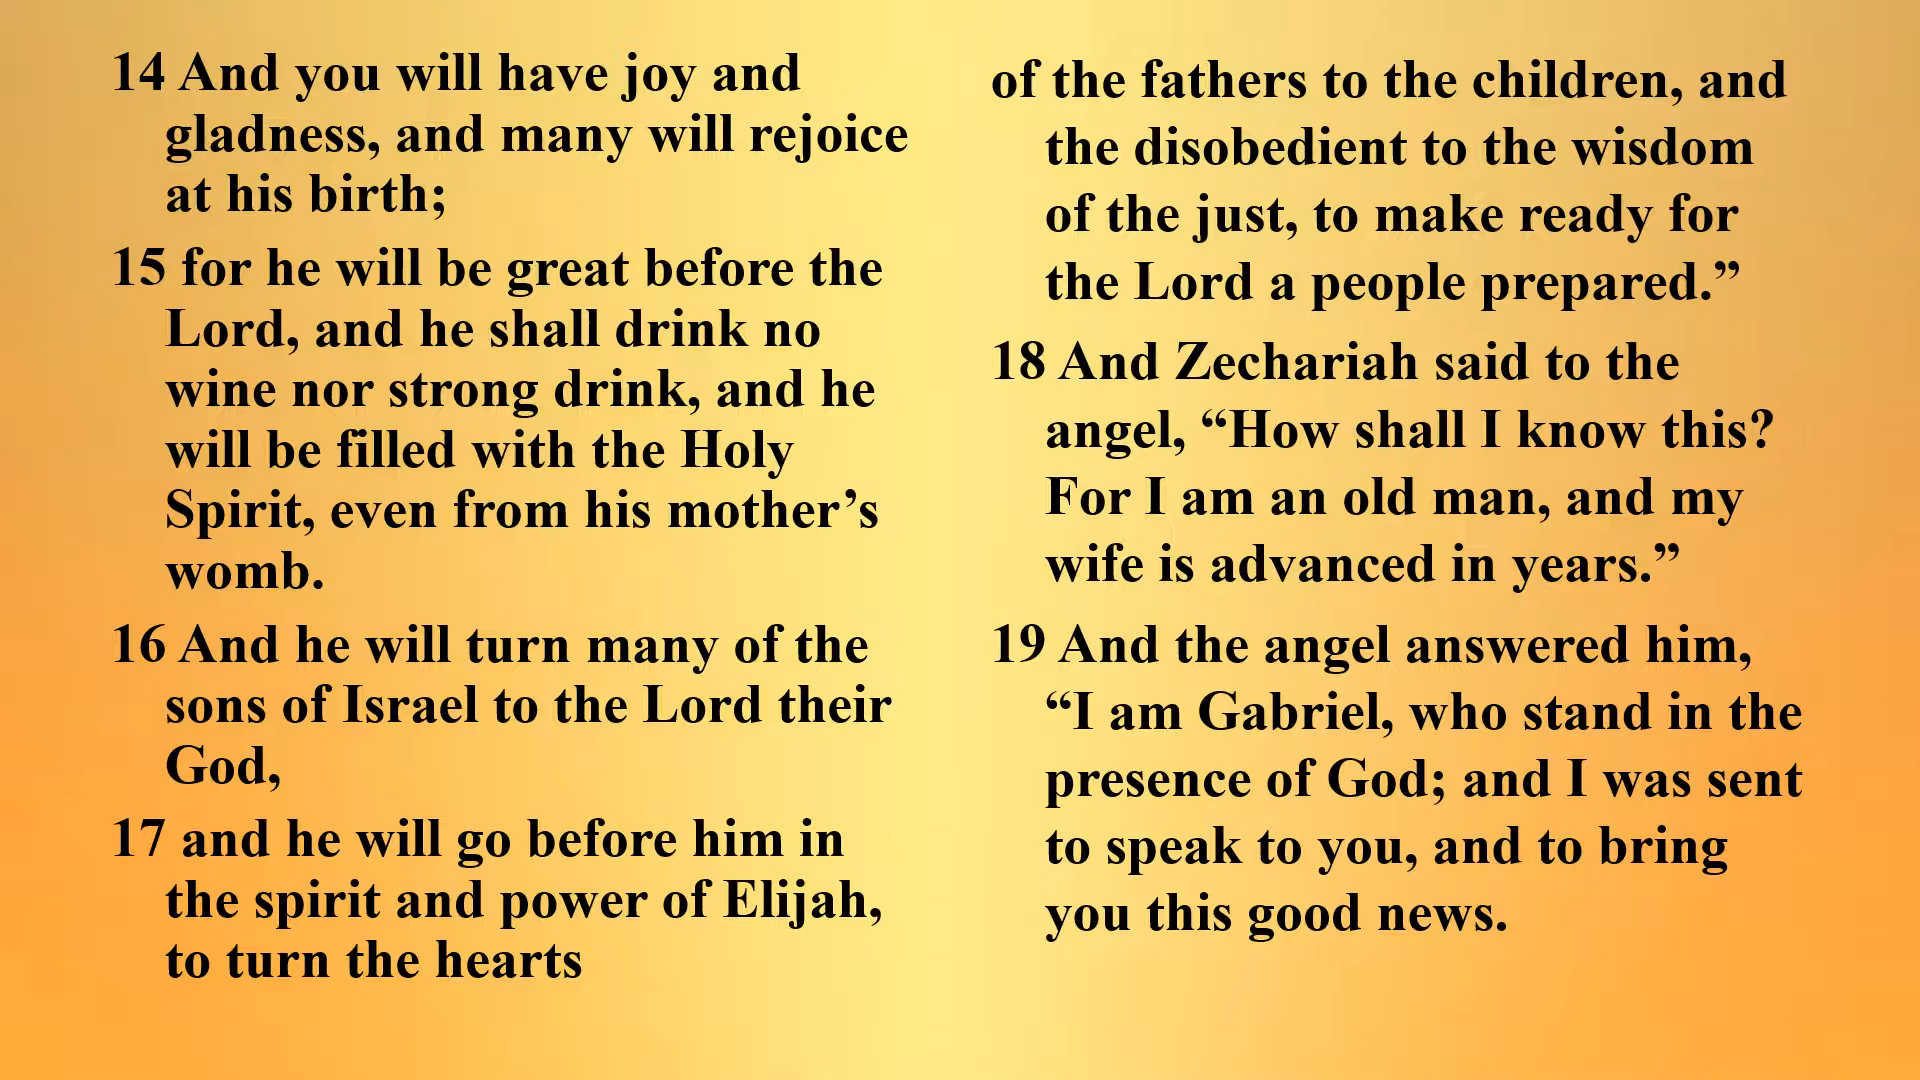 14 And you will have joy and
gladness, and many will rejoice
at his birth;
15 for he will be great before the
Lord, and he shall drink no
wine nor strong drink, and he
will be filled with the Holy
Spirit, even from his mother’s
womb.
16 And he will turn many of the
sons of Israel to the Lord their
God,
17 and he will go before him in
the spirit and power of Elijah,
to turn the hearts
of the fathers to the children, and
the disobedient to the wisdom
of the just, to make ready for
the Lord a people prepared.”
18 And Zechariah said to the
angel, “How shall I know this?
For I am an old man, and my
wife is advanced in years.”
19 And the angel answered him,
“I am Gabriel, who stand in the
presence of God; and I was sent
to speak to you, and to bring
you this good news.